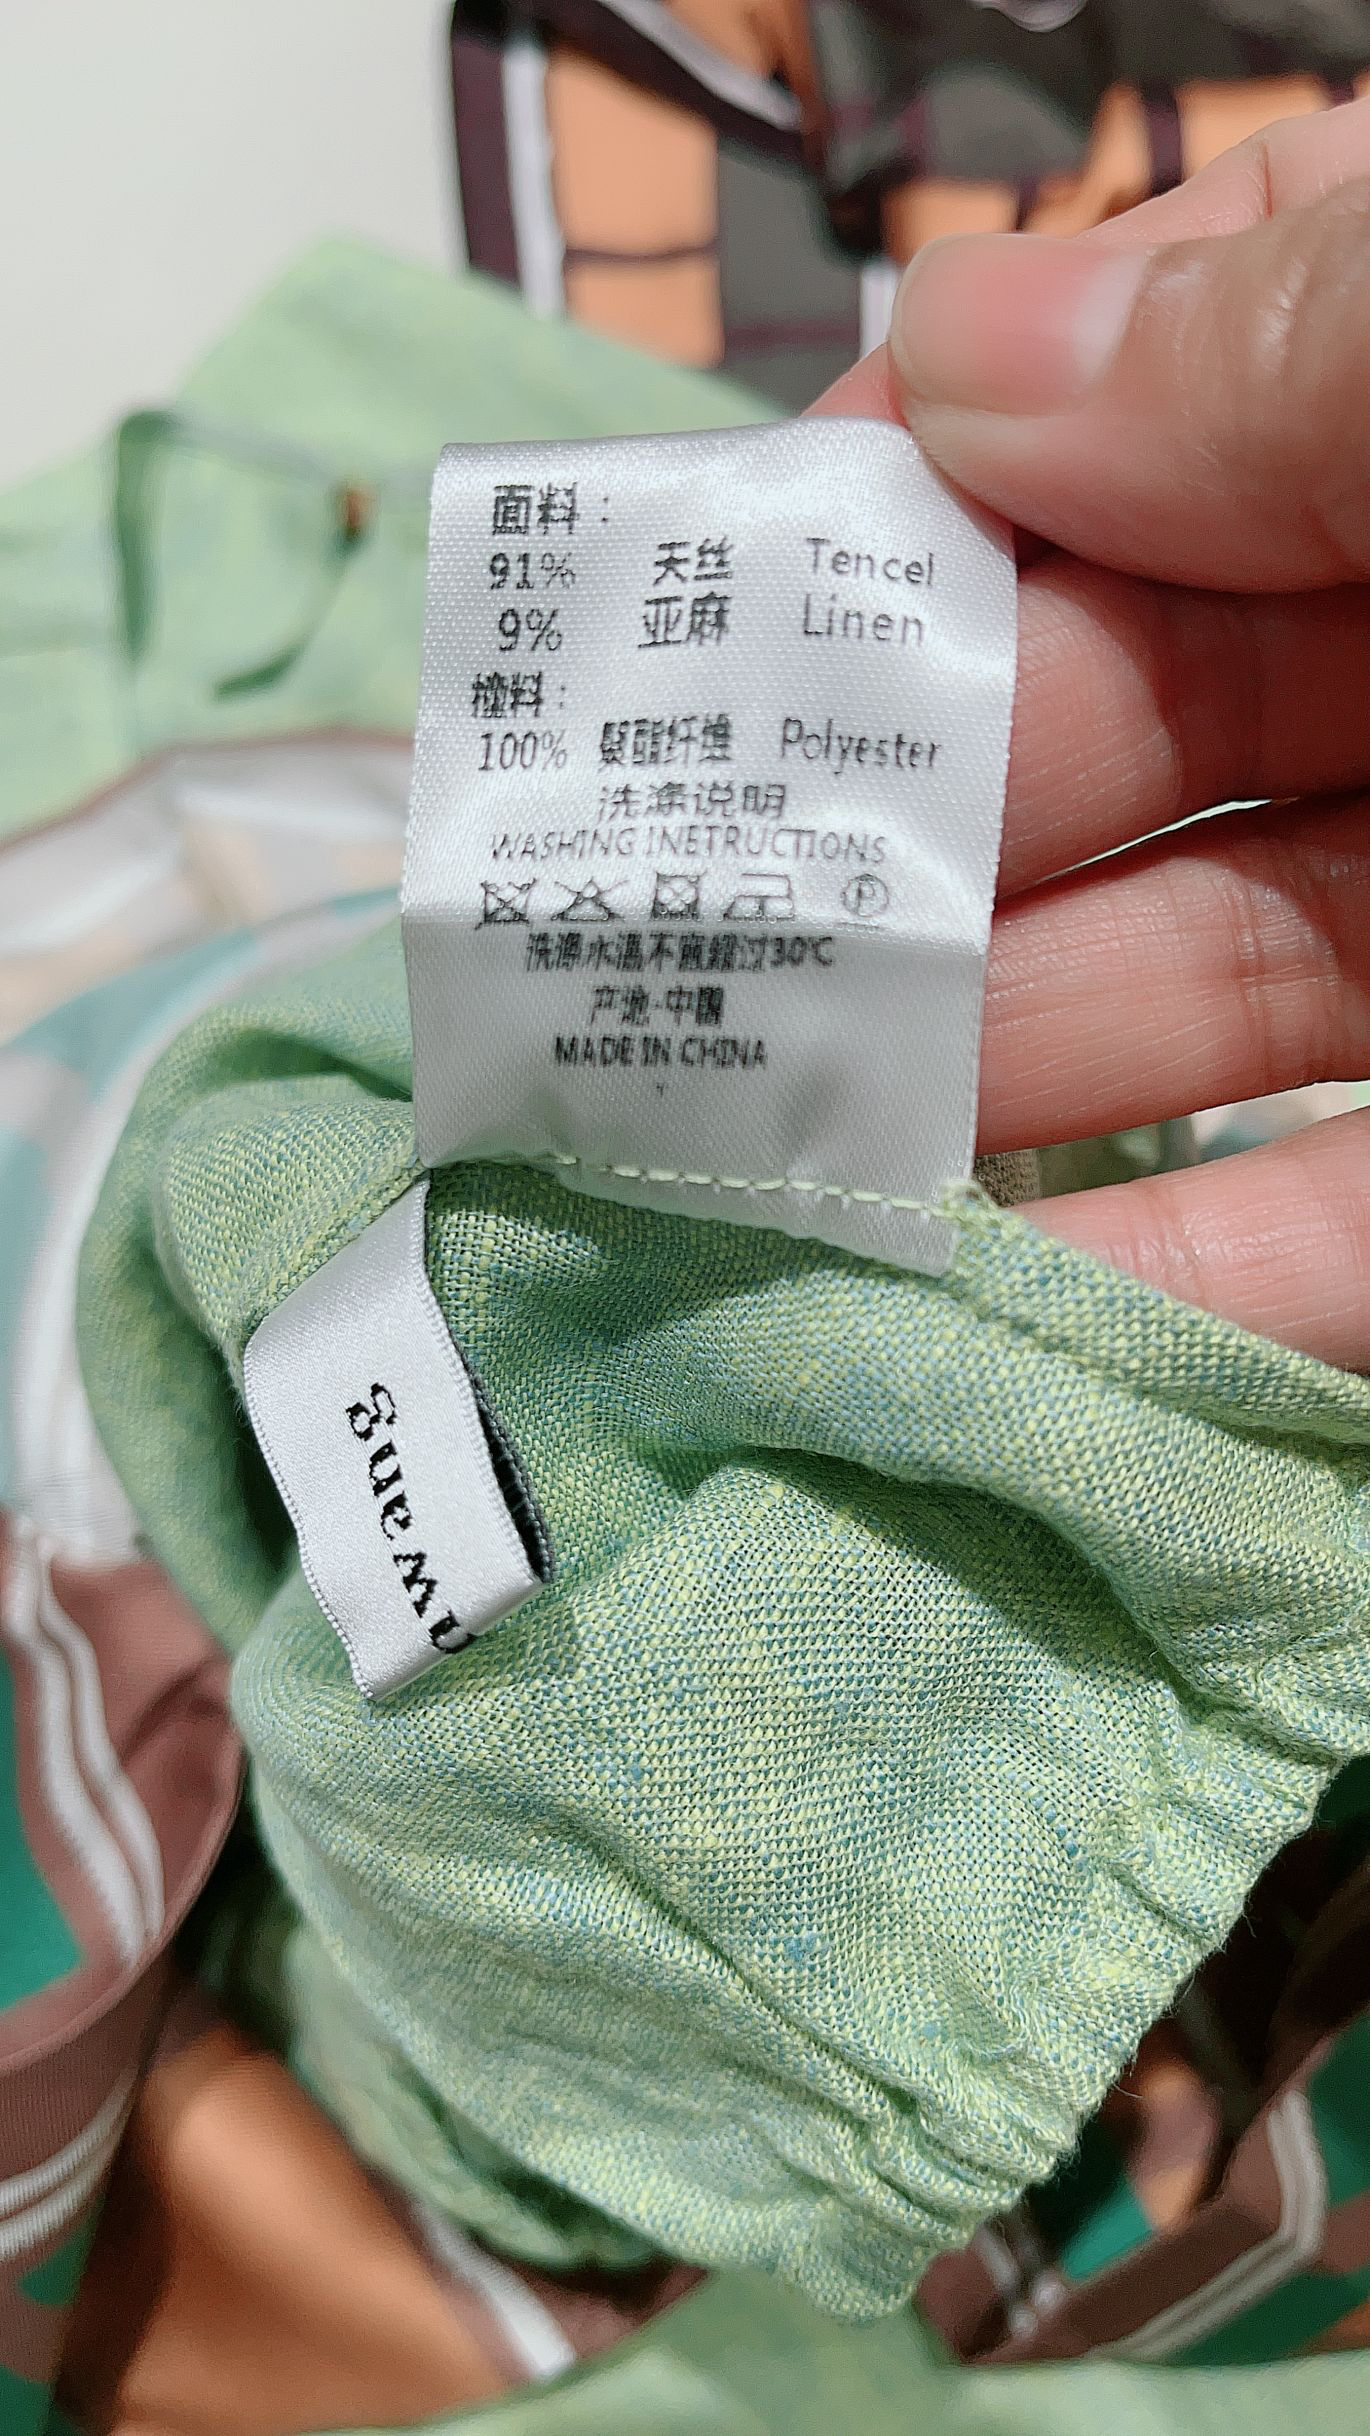 面料：
91% 天丝 Tencel
9% 亚麻 Linen
料：
100% 聚酯纤维 Polyester
洗涤说明
WASHING INETRUCTIONS
P
洗涤水温不宜超过30℃
产地·中国
MADE IN CHINA